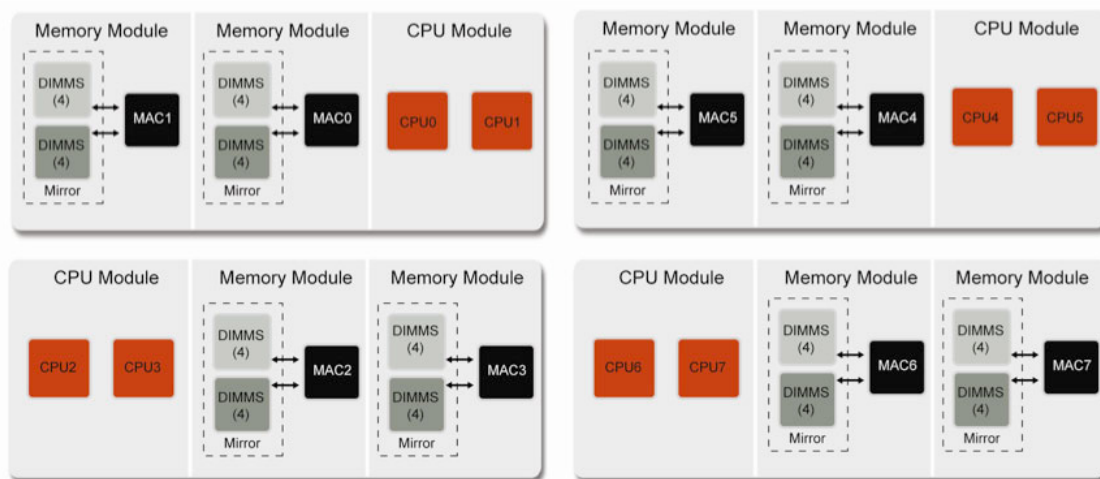 Memory Module
Memory Module
CPU Module
DIMMS
(4)
DIMMS
(4)
Mirror
MAC1
DIMMS
(4)
DIMMS
(4)
Mirror
MAC0
CPU0
CPU1
Memory Module
Memory Module
CPU Module
DIMMS
(4)
DIMMS
(4)
Mirror
MAC5
DIMMS
(4)
DIMMS
(4)
Mirror
MAC4
CPU4
CPU5
CPU Module
Memory Module
Memory Module
CPU2
CPU3
DIMMS
(4)
DIMMS
(4)
Mirror
MAC2
DIMMS
(4)
DIMMS
(4)
Mirror
MAC3
CPU Module
Memory Module
Memory Module
CPU6
CPU7
DIMMS
(4)
DIMMS
(4)
Mirror
MAC6
DIMMS
(4)
DIMMS
(4)
Mirror
MAC7